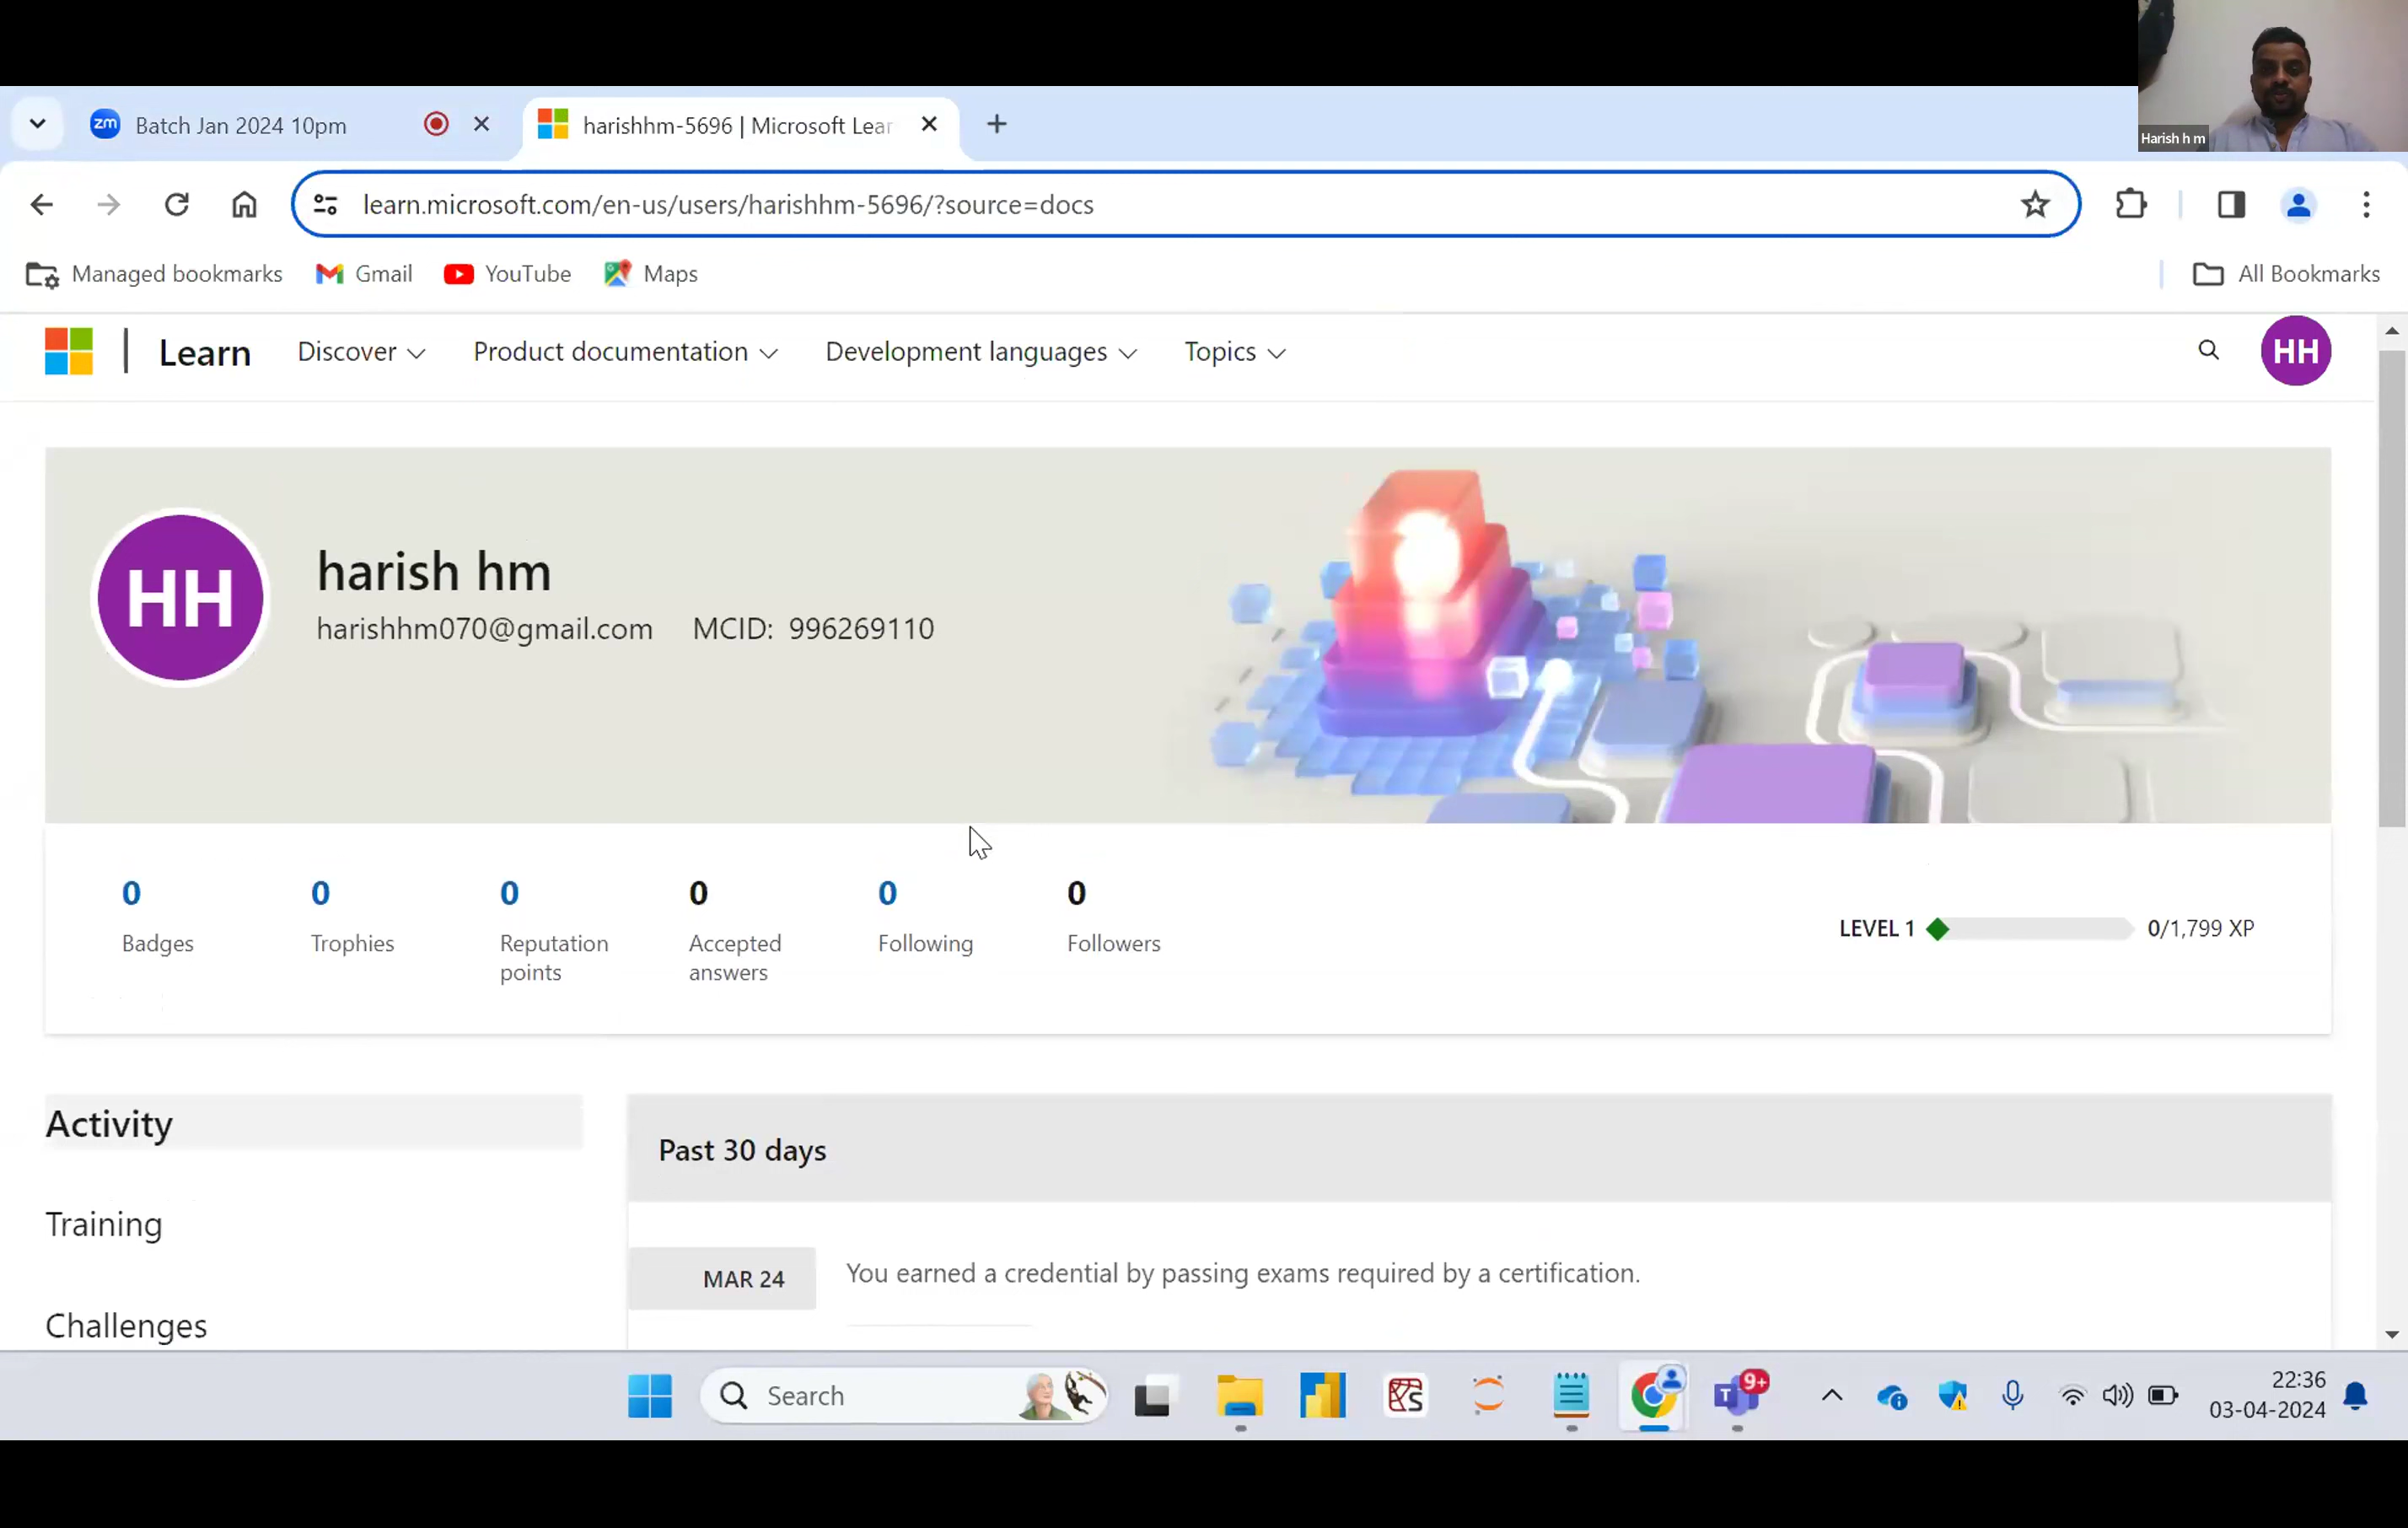 Harish h m
zm Batch Jan 2024 10pm
harishhm-5696 | Microsoft Lear
learn.microsoft.com/en-us/users/harishhm-5696/?source=docs
Managed bookmarks Gmail YouTube Maps All Bookmarks
Learn Discover Product documentation Development languages Topics HH
HH
harish hm
harishhm070@gmail.com MCID: 996269110
0 0 0 0 0 0
Badges Trophies Reputation points Accepted answers Following Followers
LEVEL 1 0/1,799 XP
Activity
Training
Challenges
Past 30 days
MAR 24 You earned a credential by passing exams required by a certification.
Search
T 9+
22:36
03-04-2024